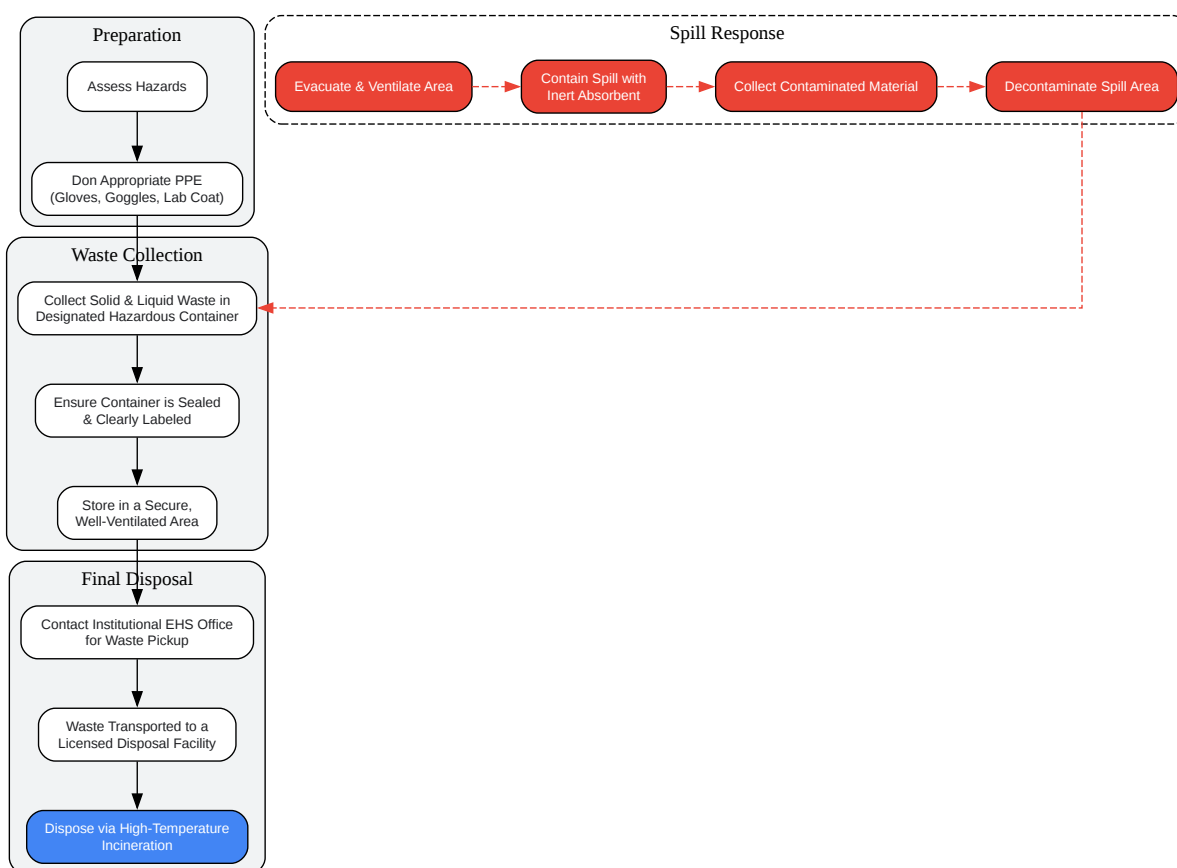 Preparation
Assess Hazards
Don Appropriate PPE
(Gloves, Goggles, Lab Coat)
Spill Response
Evacuate & Ventilate Area
Contain Spill with
Inert Absorbent
Collect Contaminated Material
Decontaminate Spill Area
Waste Collection
Collect Solid & Liquid Waste in
Designated Hazardous Container
Ensure Container is Sealed
& Clearly Labeled
Store in a Secure,
Well-Ventilated Area
Final Disposal
Contact Institutional EHS Office
for Waste Pickup
Waste Transported to a
Licensed Disposal Facility
Dispose via High-Temperature
Incineration